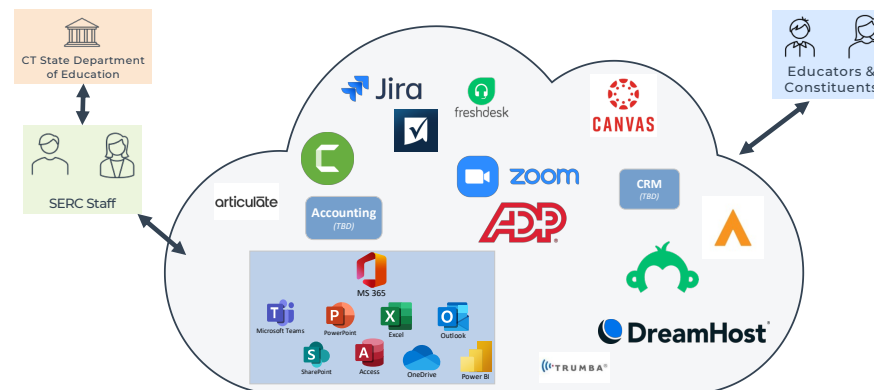 CT State Department
of Education
SERC Staff
Educators &
Constituents
Jira
freshdesk
CANVAS
C
articulate
Accounting
(TBD)
zoom
CRM
(TBD)
ADP
MS 365
T
Microsoft Teams
P
PowerPoint
X
Excel
O
Outlook
S
SharePoint
A
Access
OneDrive
Power BI
DreamHost
TRUMBA®